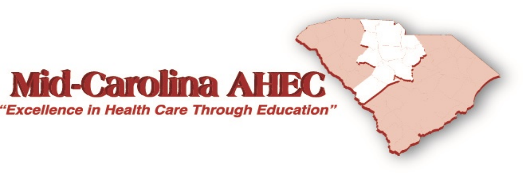 Mid-Carolina AHEC
"Excellence in Health Care Through Education"